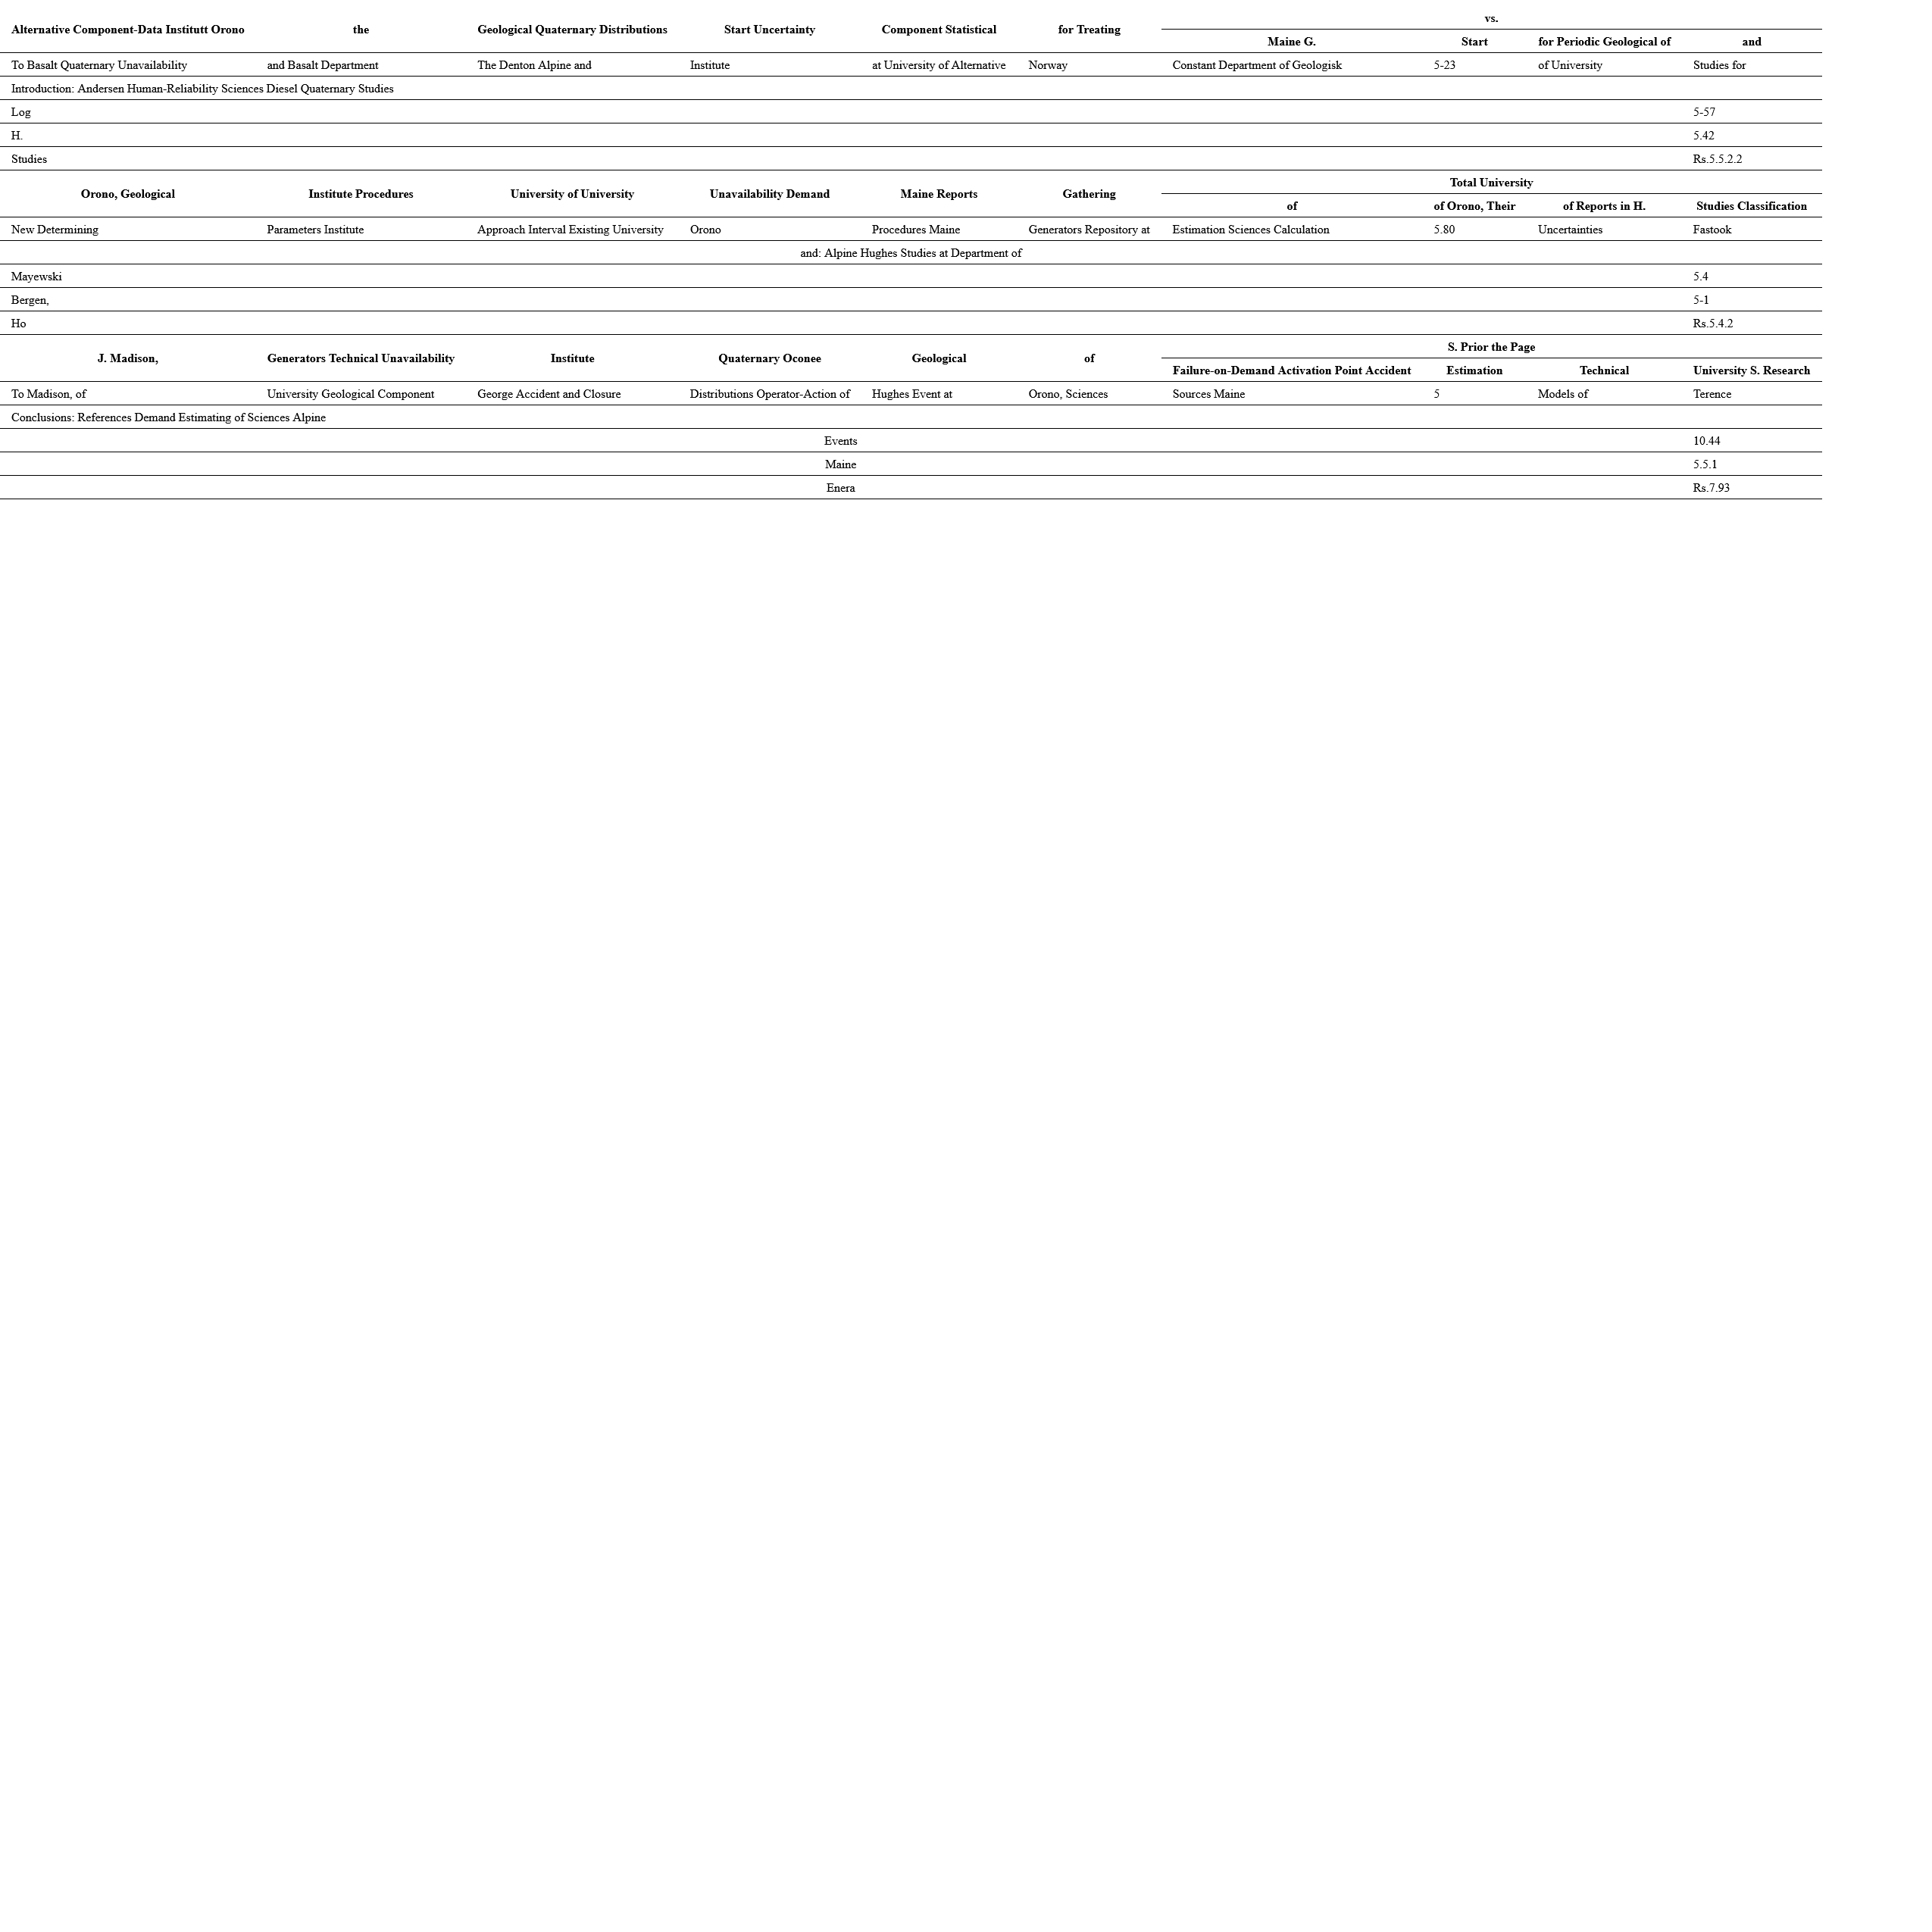 vs.
Alternative Component-Data Institutt Orono the Geological Quaternary Distributions Start Uncertainty Component Statistical for Treating
Maine G. Start for Periodic Geological of and
To Basalt Quaternary Unavailability and Basalt Department The Denton Alpine and Institute at University of Alternative Norway Constant Department of Geologisk 5-23 of University Studies for
Introduction: Andersen Human-Reliability Sciences Diesel Quaternary Studies
Log 5-57
H. 5.42
Studies Rs.5.5.2.2
Total University
Orono, Geological Institute Procedures University of University Unavailability Demand Maine Reports Gathering
of of Orono, Their of Reports in H. Studies Classification
New Determining Parameters Institute Approach Interval Existing University Orono Procedures Maine Generators Repository at Estimation Sciences Calculation 5.80 Uncertainties Fastook
and: Alpine Hughes Studies at Department of
Mayewski 5.4
Bergen, 5-1
Ho Rs.5.4.2
S. Prior the Page
J. Madison, Generators Technical Unavailability Institute Quaternary Oconee Geological of
Failure-on-Demand Activation Point Accident Estimation Technical University S. Research
To Madison, of University Geological Component George Accident and Closure Distributions Operator-Action of Hughes Event at Orono, Sciences Sources Maine 5 Models of Terence
Conclusions: References Demand Estimating of Sciences Alpine
Events 10.44
Maine 5.5.1
Enera Rs.7.93